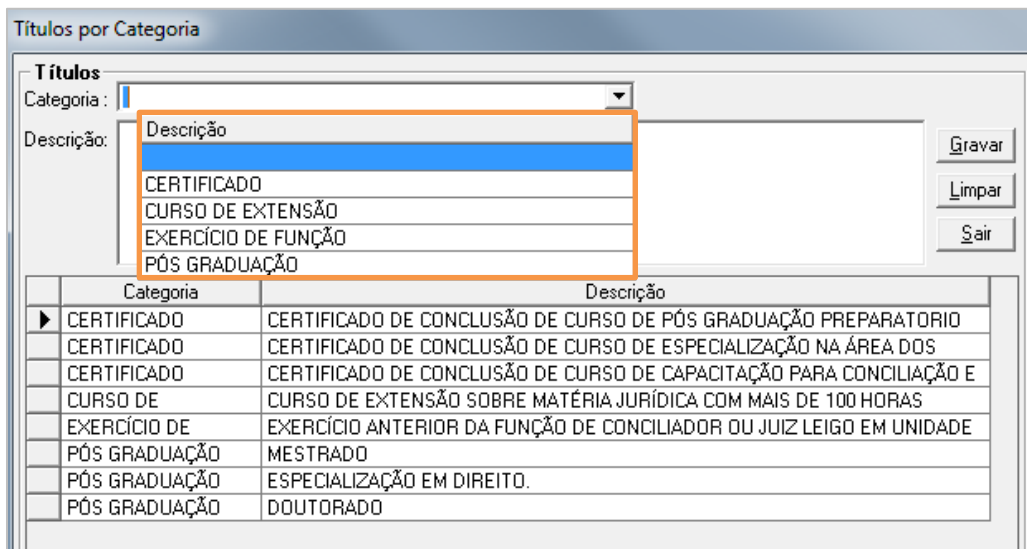 Títulos por Categoria
Títulos
Categoria :
Descrição:
Descrição
CERTIFICADO
CURSO DE EXTENSÃO
EXERCÍCIO DE FUNÇÃO
PÓS GRADUAÇÃO
Gravar
Limpar
Sair
Categoria Descrição
CERTIFICADO CERTIFICADO DE CONCLUSÃO DE CURSO DE PÓS GRADUAÇÃO PREPARATORIO
CERTIFICADO CERTIFICADO DE CONCLUSÃO DE CURSO DE ESPECIALIZAÇÃO NA ÁREA DOS
CERTIFICADO CERTIFICADO DE CONCLUSÃO DE CURSO DE CAPACITAÇÃO PARA CONCILIAÇÃO E
CURSO DE CURSO DE EXTENSÃO SOBRE MATÉRIA JURÍDICA COM MAIS DE 100 HORAS
EXERCÍCIO DE EXERCÍCIO ANTERIOR DA FUNÇÃO DE CONCILIADOR OU JUIZ LEIGO EM UNIDADE
PÓS GRADUAÇÃO MESTRADO
PÓS GRADUAÇÃO ESPECIALIZAÇÃO EM DIREITO.
PÓS GRADUAÇÃO DOUTORADO